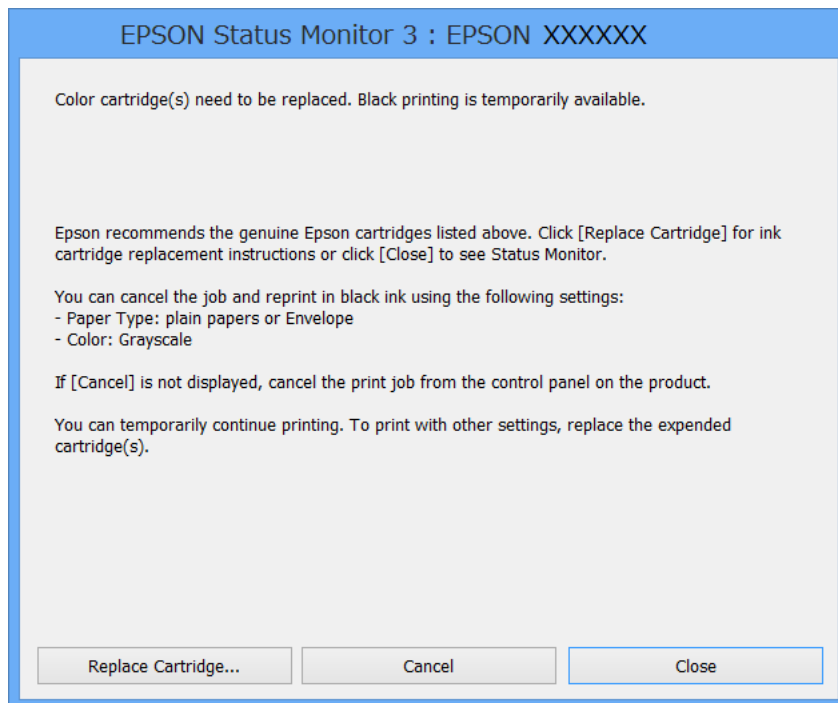 EPSON Status Monitor 3 : EPSON XXXXXX
Color cartridge(s) need to be replaced. Black printing is temporarily available.
Epson recommends the genuine Epson cartridges listed above. Click [Replace Cartridge] for ink
cartridge replacement instructions or click [Close] to see Status Monitor.
You can cancel the job and reprint in black ink using the following settings:
- Paper Type: plain papers or Envelope
- Color: Grayscale
If [Cancel] is not displayed, cancel the print job from the control panel on the product.
You can temporarily continue printing. To print with other settings, replace the expended
cartridge(s).
Replace Cartridge... Cancel Close